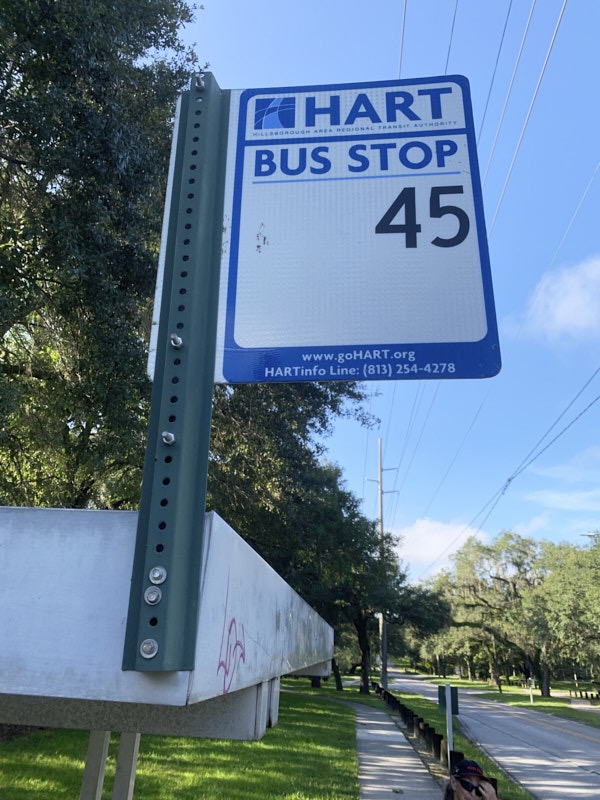 HART
HILLSBOROUGH AREA REGIONAL TRANSIT AUTHORITY
BUS STOP
45
www.goHART.org
HARTinfo Line: (813) 254-4278